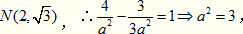 N(2,√3)， ∴4/a² − 3/3a² = 1⇒a² = 3，